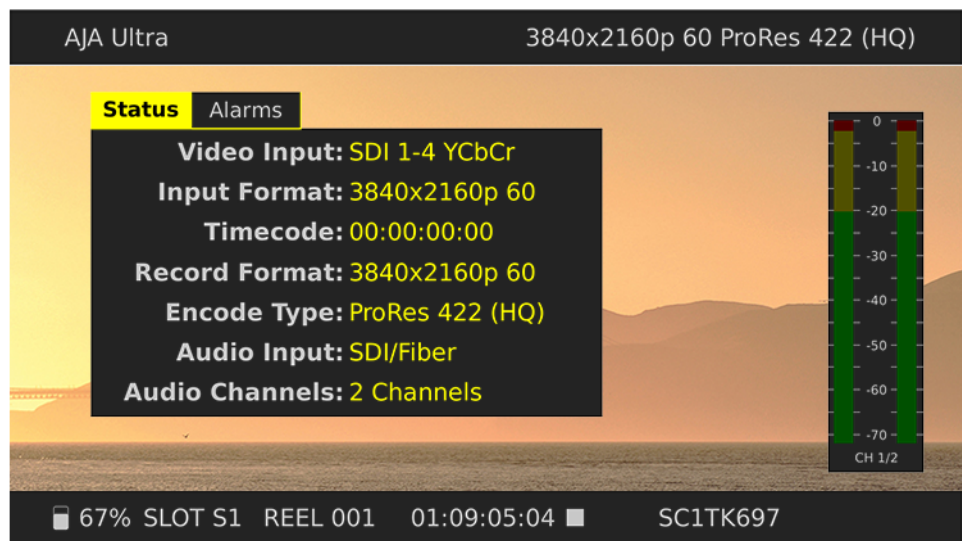 AJA Ultra 3840x2160p 60 ProRes 422 (HQ)
Status Alarms
Video Input: SDI 1-4 YCbCr
Input Format: 3840x2160p 60
Timecode: 00:00:00:00
Record Format: 3840x2160p 60
Encode Type: ProRes 422 (HQ)
Audio Input: SDI/Fiber
Audio Channels: 2 Channels
0
-10
-20
-30
-40
-50
-60
-70
CH 1/2
67% SLOT S1 REEL 001 01:09:05:04 SC1TK697